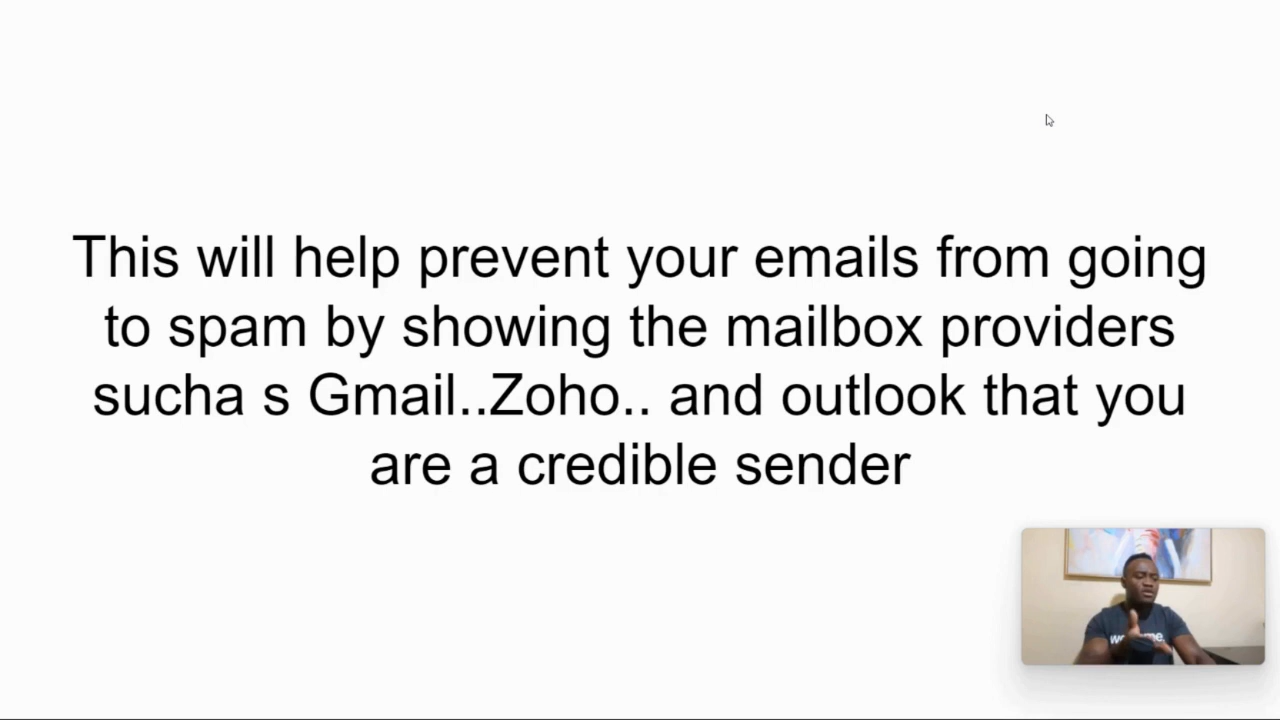 This will help prevent your emails from going
to spam by showing the mailbox providers
sucha s Gmail..Zoho.. and outlook that you
are a credible sender